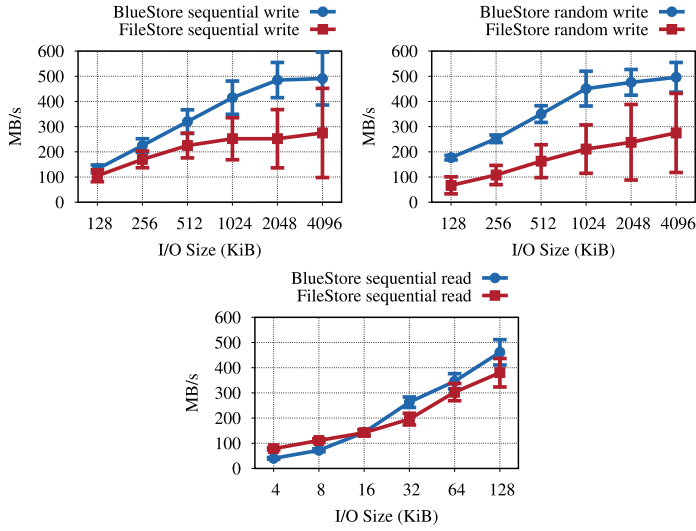 BlueStore sequential write
FileStore sequential write
600
500
400
300
200
100
0
MB/s
128 256 512 1024 2048 4096
I/O Size (KiB)
BlueStore random write
FileStore random write
600
500
400
300
200
100
0
MB/s
128 256 512 1024 2048 4096
I/O Size (KiB)
BlueStore sequential read
FileStore sequential read
600
500
400
300
200
100
0
MB/s
4 8 16 32 64 128
I/O Size (KiB)